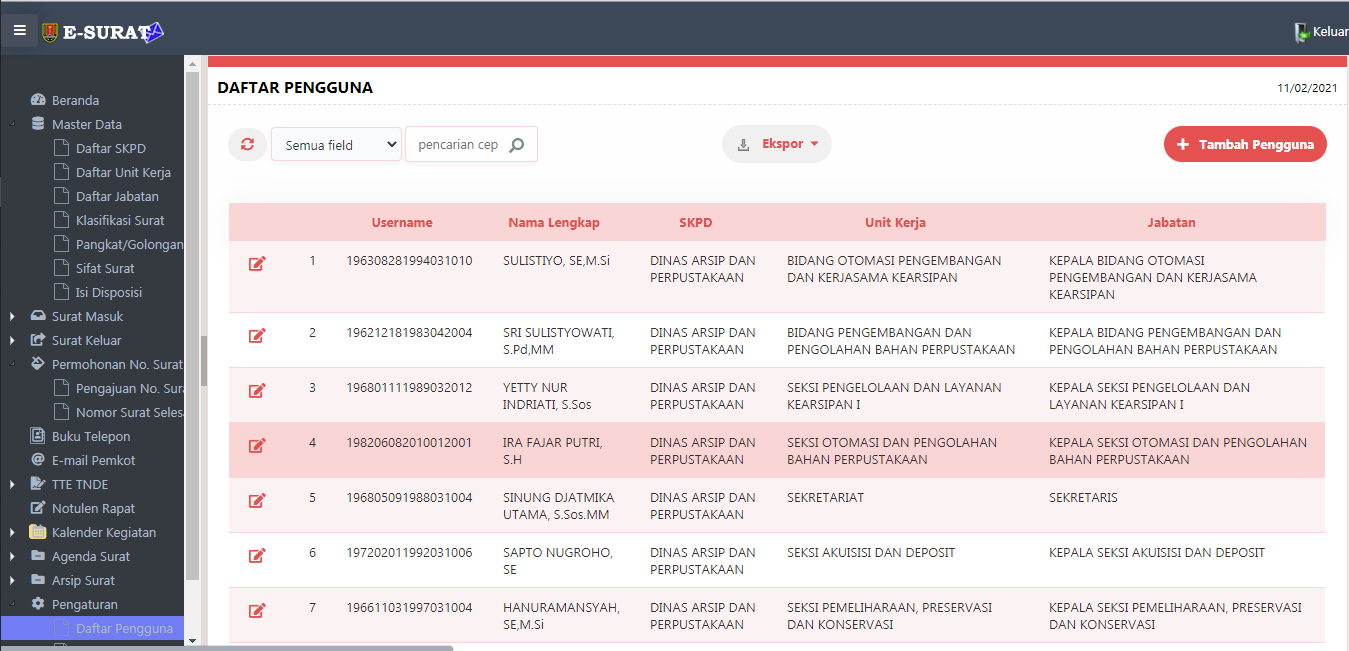 E-SURAT
Keluar
Beranda
Master Data
Daftar SKPD
Daftar Unit Kerja
Daftar Jabatan
Klasifikasi Surat
Pangkat/Golongan
Sifat Surat
Isi Disposisi
Surat Masuk
Surat Keluar
Permohonan No. Surat
Pengajuan No. Sura
Nomor Surat Selesa
Buku Telepon
E-mail Pemkot
TTE TNDE
Notulen Rapat
Kalender Kegiatan
Agenda Surat
Arsip Surat
Pengaturan
Daftar Pengguna
DAFTAR PENGGUNA
11/02/2021
Semua field
pencarian cep
Ekspor
+ Tambah Pengguna
Username Nama Lengkap SKPD Unit Kerja Jabatan
1 196308281994031010 SULISTIYO, SE,M.Si DINAS ARSIP DAN BIDANG OTOMASI PENGEMBANGAN KEPALA BIDANG OTOMASI
PERPUSTAKAAN DAN KERJASAMA KEARSIPAN PENGEMBANGAN DAN KERJASAMA
KEARSIPAN
2 196212181983042004 SRI SULISTYOWATI, DINAS ARSIP DAN BIDANG PENGEMBANGAN DAN KEPALA BIDANG PENGEMBANGAN DAN
S.Pd,MM PERPUSTAKAAN PENGOLAHAN BAHAN PERPUSTAKAAN PENGOLAHAN BAHAN PERPUSTAKAAN
3 196801111989032012 YETTY NUR DINAS ARSIP DAN SEKSI PENGELOLAAN DAN LAYANAN KEPALA SEKSI PENGELOLAAN DAN
INDRIATI, S.Sos PERPUSTAKAAN KEARSIPAN I LAYANAN KEARSIPAN I
4 198206082010012001 IRA FAJAR PUTRI, DINAS ARSIP DAN SEKSI OTOMASI DAN PENGOLAHAN KEPALA SEKSI OTOMASI DAN PENGOLAHAN
S.H PERPUSTAKAAN BAHAN PERPUSTAKAAN BAHAN PERPUSTAKAAN
5 196805091988031004 SINUNG DJATMIKA DINAS ARSIP DAN SEKRETARIAT SEKRETARIS
UTAMA, S.Sos.MM PERPUSTAKAAN
6 197202011992031006 SAPTO NUGROHO, DINAS ARSIP DAN SEKSI AKUISISI DAN DEPOSIT KEPALA SEKSI AKUISISI DAN DEPOSIT
SE PERPUSTAKAAN
7 196611031997031004 HANURAMANSYAH, DINAS ARSIP DAN SEKSI PEMELIHARAAN, PRESERVASI KEPALA SEKSI PEMELIHARAAN, PRESERVASI
SE,M.Si PERPUSTAKAAN DAN KONSERVASI DAN KONSERVASI